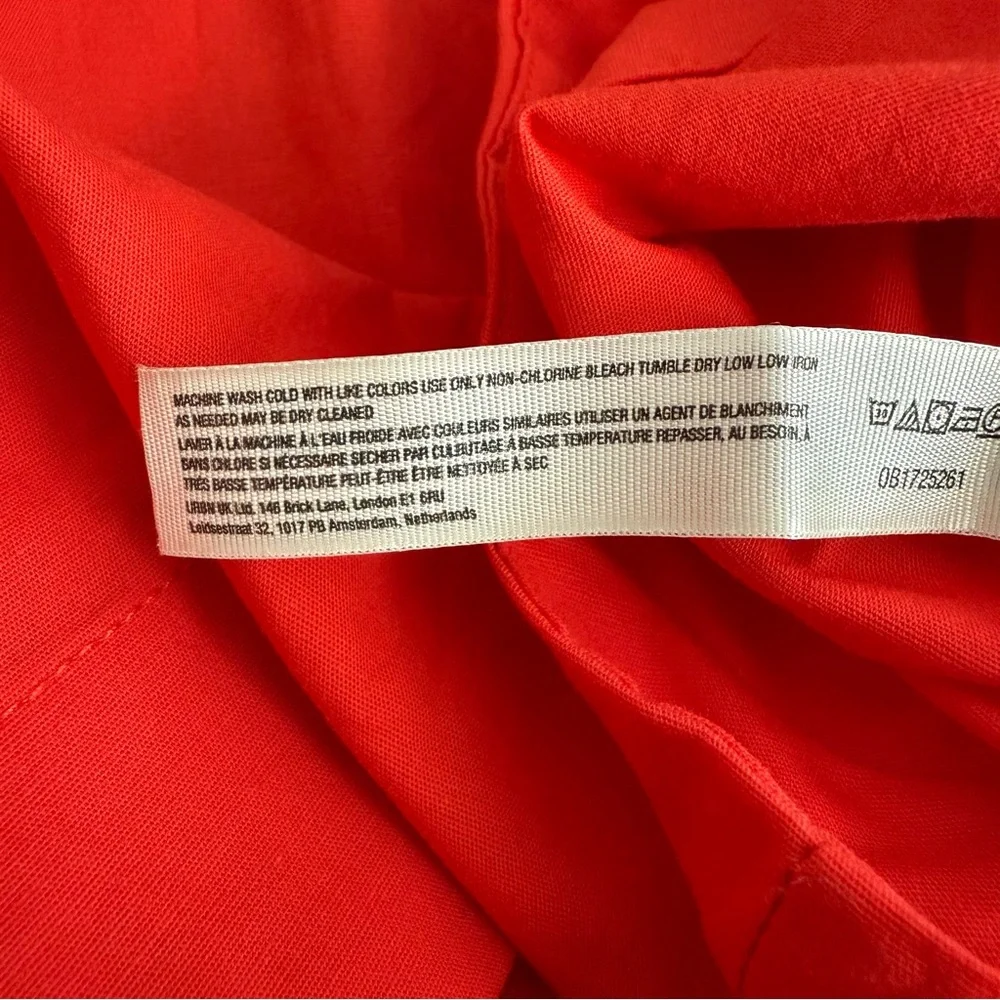 MACHINE WASH COLD WITH LIKE COLORS USE ONLY NON-CHLORINE BLEACH TUMBLE DRY LOW LOW IRON
AS NEEDED MAY BE DRY CLEANED
LAVER À LA MACHINE À L'EAU FROIDE AVEC COULEURS SIMILAIRES UTILISER UN AGENT DE BLANCHIMENT
SANS CHLORE SI NÉCESSAIRE SECHER PAR CULBUTAGE À BASSE TEMPÉRATURE REPASSER, AU BESOIN, À
TRÈS BASSE TEMPÉRATURE PEUT-ÊTRE ÊTRE NETTOYÉE À SEC
URBN UK Ltd. 146 Brick Lane, London E1 6RU
Leidsestraat 32, 1017 PB Amsterdam, Netherlands
30
OB1725261